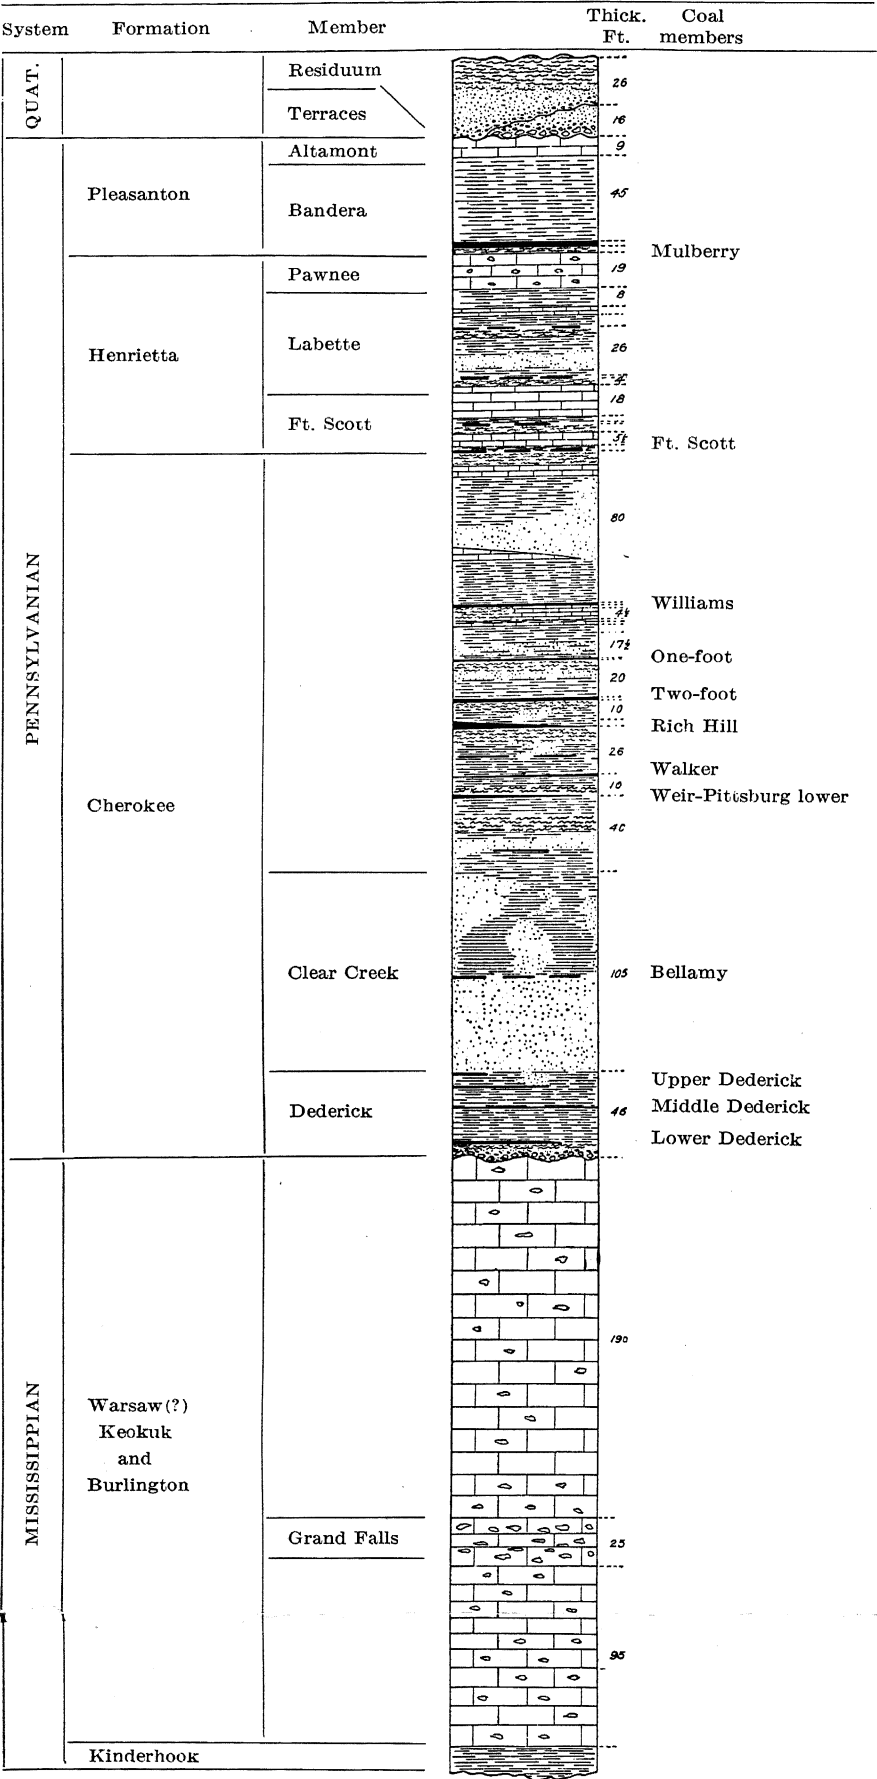 System Formation Member Thick. Ft. Coal members
QUAT.
Residuum
26
Terraces
16
Altamont
9
Pleasanton
45
Bandera
Mulberry
Pawnee
19
8
Labette
26
Henrietta
18
Ft. Scott
Ft. Scott
80
PENNSYLVANIAN
Williams
17½
One-foot
20
Two-foot
10
Rich Hill
26
Walker
10
Weir-Pittsburg lower
Cherokee
40
Clear Creek
105
Bellamy
Upper Dederick
Dederick
46
Middle Dederick
Lower Dederick
190
MISSISSIPPIAN
Warsaw(?)
Keokuk
and
Burlington
Grand Falls
25
95
Kinderhook